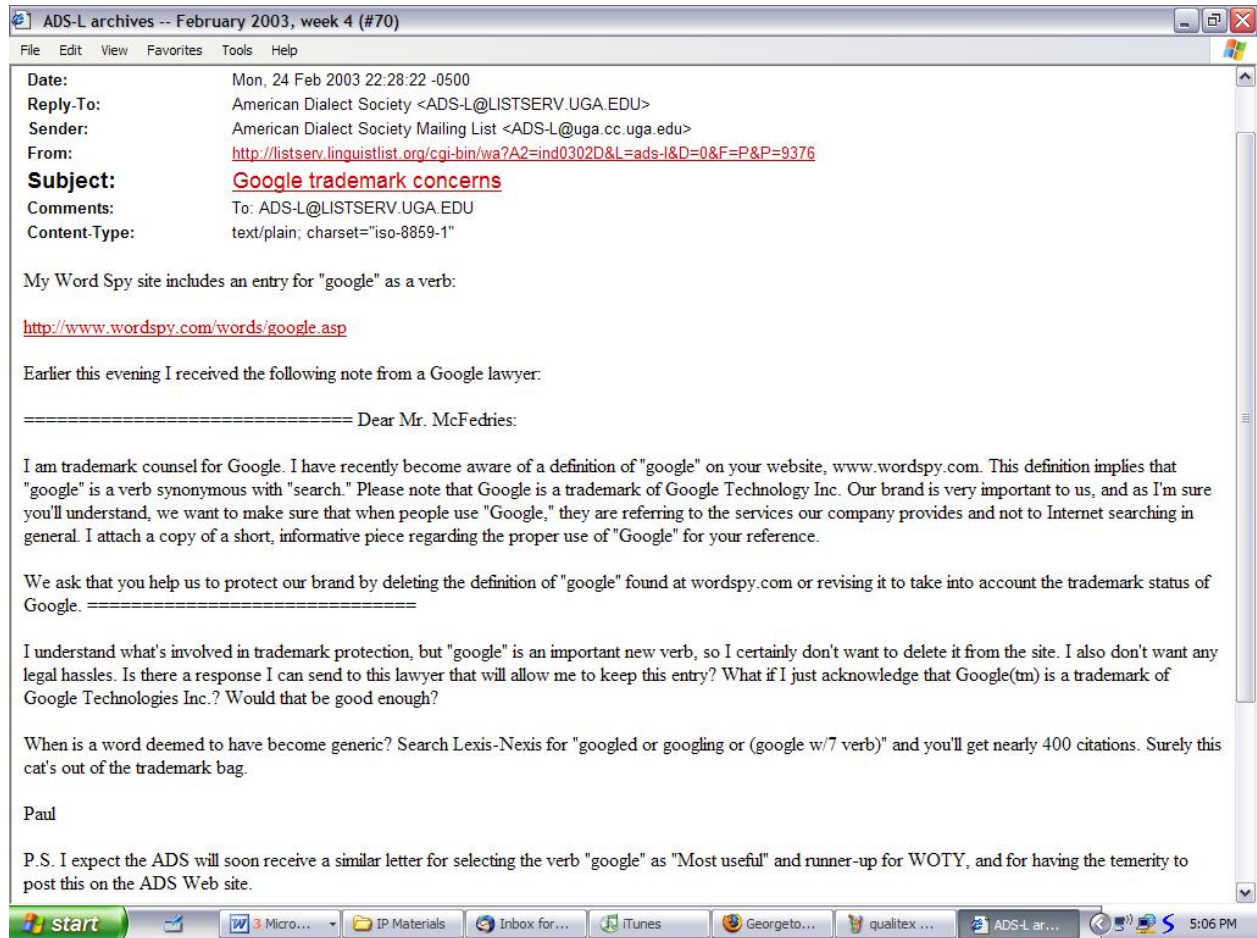 ADS-L archives -- February 2003, week 4 (#70)
File Edit View Favorites Tools Help
Date: Mon, 24 Feb 2003 22:28:22 -0500
Reply-To: American Dialect Society <ADS-L@LISTSERV.UGA.EDU>
Sender: American Dialect Society Mailing List <ADS-L@uga.cc.uga.edu>
From: http://listserv.linguistlist.org/cgi-bin/wa?A2=ind0302D&L=ads-l&D=0&F=P&P=9376
Subject: Google trademark concerns
Comments: To: ADS-L@LISTSERV.UGA.EDU
Content-Type: text/plain; charset="iso-8859-1"
My Word Spy site includes an entry for "google" as a verb:
http://www.wordspy.com/words/google.asp
Earlier this evening I received the following note from a Google lawyer:
============================== Dear Mr. McFedries:
I am trademark counsel for Google. I have recently become aware of a definition of "google" on your website, www.wordspy.com. This definition implies that
"google" is a verb synonymous with "search." Please note that Google is a trademark of Google Technology Inc. Our brand is very important to us, and as I'm sure
you'll understand, we want to make sure that when people use "Google," they are referring to the services our company provides and not to Internet searching in
general. I attach a copy of a short, informative piece regarding the proper use of "Google" for your reference.
We ask that you help us to protect our brand by deleting the definition of "google" found at wordspy.com or revising it to take into account the trademark status of
Google. ==============================
I understand what's involved in trademark protection, but "google" is an important new verb, so I certainly don't want to delete it from the site. I also don't want any
legal hassles. Is there a response I can send to this lawyer that will allow me to keep this entry? What if I just acknowledge that Google(tm) is a trademark of
Google Technologies Inc.? Would that be good enough?
When is a word deemed to have become generic? Search Lexis-Nexis for "googled or googling or (google w/7 verb)" and you'll get nearly 400 citations. Surely this
cat's out of the trademark bag.
Paul
P.S. I expect the ADS will soon receive a similar letter for selecting the verb "google" as "Most useful" and runner-up for WOTY, and for having the temerity to
post this on the ADS Web site.
start 3 Micro... IP Materials Inbox for... iTunes Georgeto... qualitex ... ADS-L ar... 5:06 PM